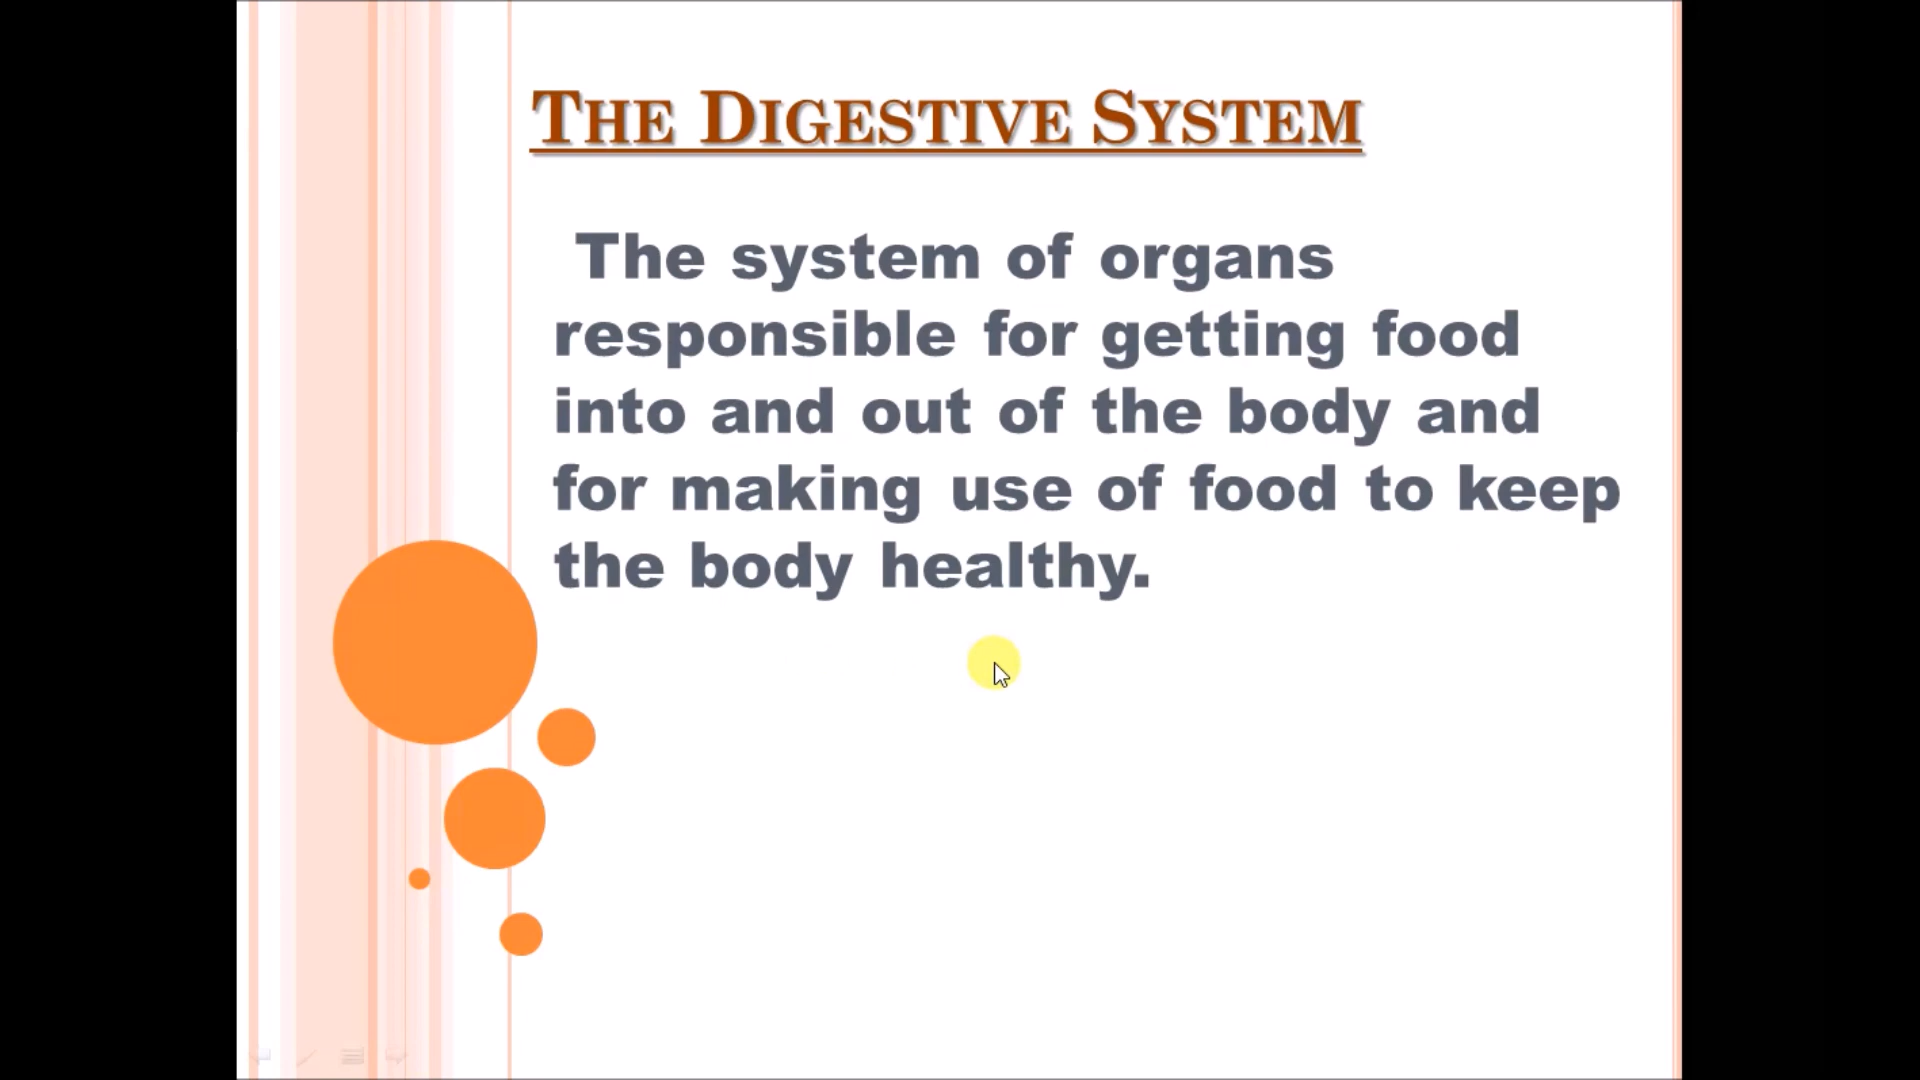 The Digestive System
The system of organs
responsible for getting food
into and out of the body and
for making use of food to keep
the body healthy.